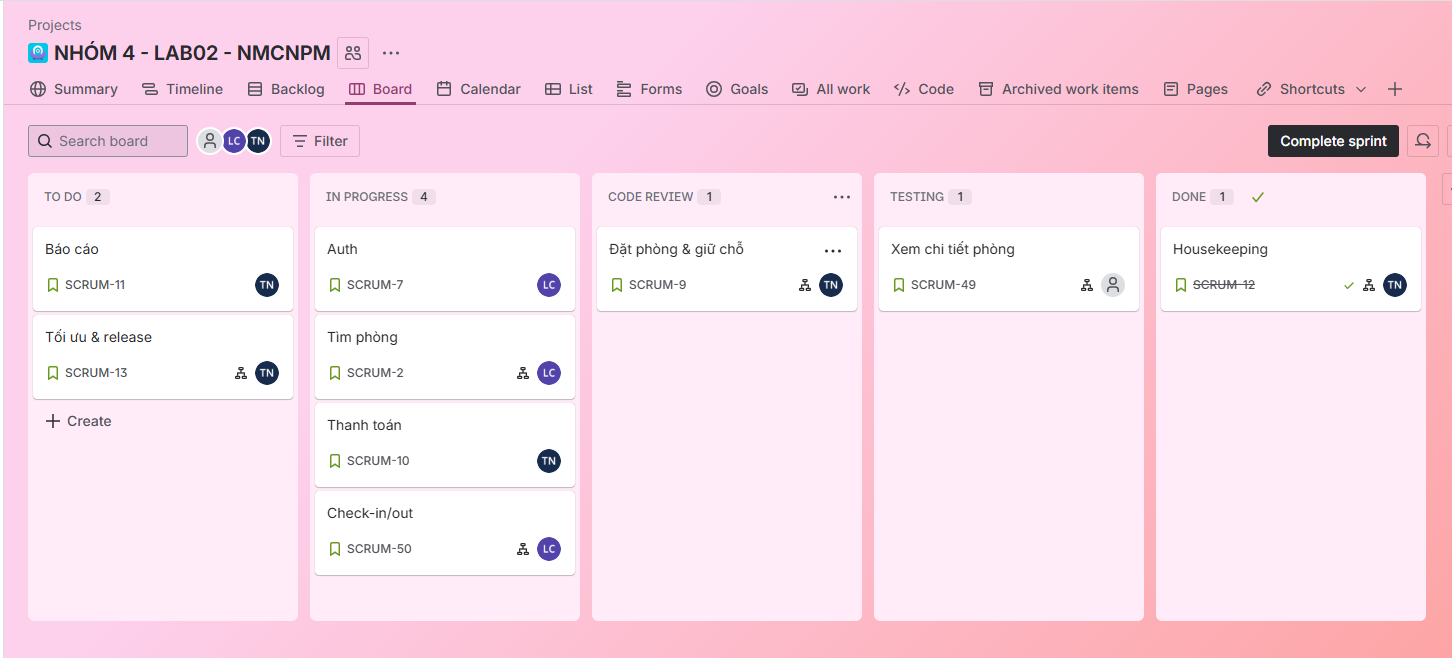 Projects
NHÓM 4 - LAB02 - NMCNPM
Summary Timeline Backlog Board Calendar List Forms Goals All work Code Archived work items Pages Shortcuts
Search board LC TN Filter Complete sprint
TO DO 2
Báo cáo
SCRUM-11 TN
Tối ưu & release
SCRUM-13 TN
Create
IN PROGRESS 4
Auth
SCRUM-7 LC
Tìm phòng
SCRUM-2 LC
Thanh toán
SCRUM-10 TN
Check-in/out
SCRUM-50 LC
CODE REVIEW 1
Đặt phòng & giữ chỗ
SCRUM-9 TN
TESTING 1
Xem chi tiết phòng
SCRUM-49
DONE 1
Housekeeping
SCRUM-12 TN